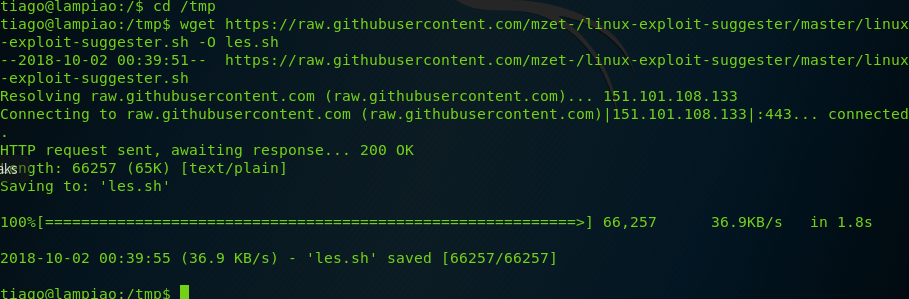 tiago@lampiao:/$ cd /tmp
tiago@lampiao:/tmp$ wget https://raw.githubusercontent.com/mzet-/linux-exploit-suggester/master/linux
-exploit-suggester.sh -O les.sh
--2018-10-02 00:39:51--  https://raw.githubusercontent.com/mzet-/linux-exploit-suggester/master/linux
-exploit-suggester.sh
Resolving raw.githubusercontent.com (raw.githubusercontent.com)... 151.101.108.133
Connecting to raw.githubusercontent.com (raw.githubusercontent.com)|151.101.108.133|:443... connected
.
HTTP request sent, awaiting response... 200 OK
Length: 66257 (65K) [text/plain]
aks
Saving to: 'les.sh'
100%[===========================================================>] 66,257      36.9KB/s   in 1.8s
2018-10-02 00:39:55 (36.9 KB/s) - 'les.sh' saved [66257/66257]
tiago@lampiao:/tmp$